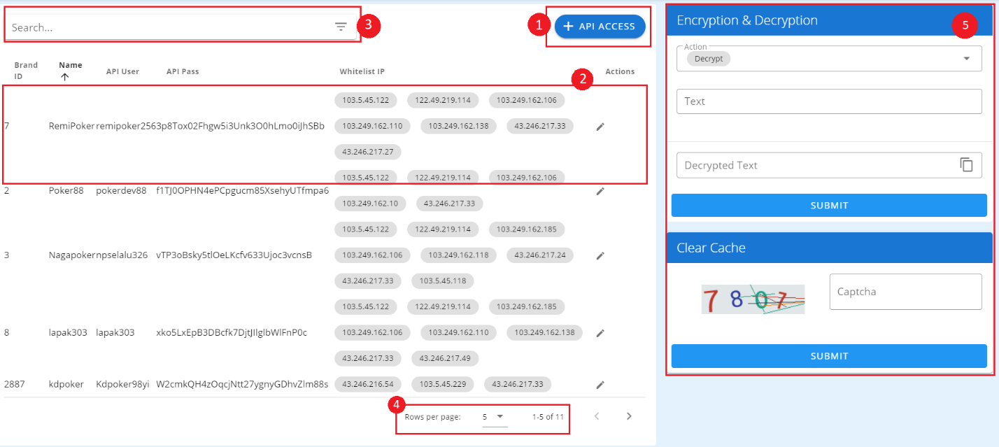 Search...
3
1
+ API ACCESS
Brand ID
Name
API User
API Pass
Whitelist IP
Actions
2
7
RemiPoker
remipoker256
3p8Tox02Fhgw5i3Unk3O0hLmo0iJhSBb
103.5.45.122
122.49.219.114
103.249.162.106
103.249.162.110
103.249.162.138
43.246.217.33
43.246.217.27
2
Poker88
pokerdev88
f1TJ0OPHN4ePCpgucm85XsehyUTfmpa6
103.5.45.122
122.49.219.114
103.249.162.106
103.249.162.10
43.246.217.33
3
Nagapoker
npselalu326
vTP3oBsky5tlOeLKcfv633Ujoc3vcnsB
103.5.45.122
122.49.219.114
103.249.162.185
103.249.162.106
103.249.162.118
43.246.217.24
43.246.217.33
103.5.45.118
8
lapak303
lapak303
xko5LxEpB3DBcfk7DjtJIlglbWlFnP0c
103.5.45.122
122.49.219.114
103.249.162.185
103.249.162.106
103.249.162.110
103.249.162.138
43.246.217.33
43.246.217.49
2887
kdpoker
Kdpoker98yi
W2cmkQH4zOqcjNtt27ygnyGDhvZlm88s
43.246.216.54
103.5.45.229
43.246.217.33
4
Rows per page:
5
1-5 of 11
Encryption & Decryption
5
Action
Decrypt
Text
Decrypted Text
SUBMIT
Clear Cache
7807
Captcha
SUBMIT